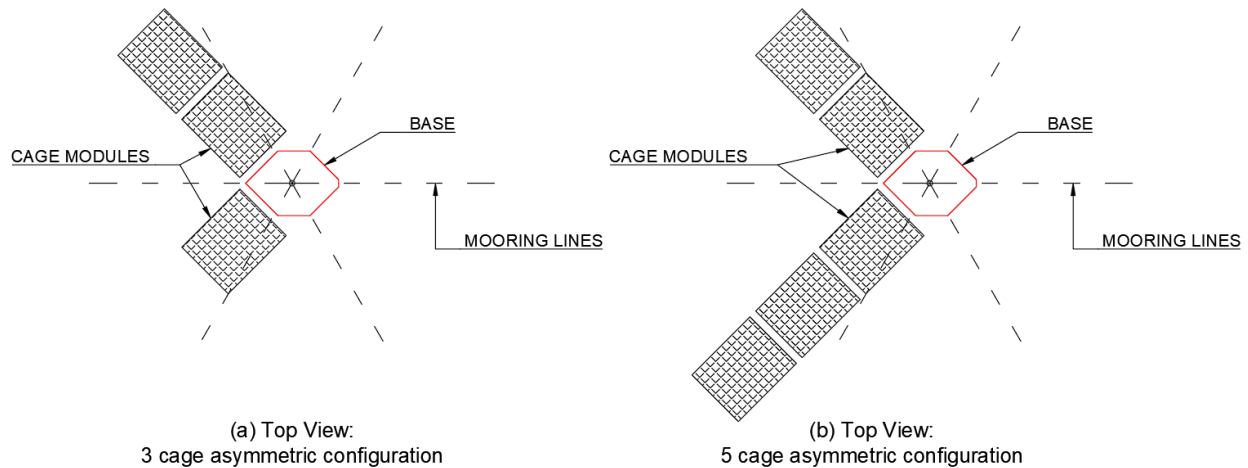 BASE
CAGE MODULES
MOORING LINES
(a) Top View:
3 cage asymmetric configuration
BASE
CAGE MODULES
MOORING LINES
(b) Top View:
5 cage asymmetric configuration